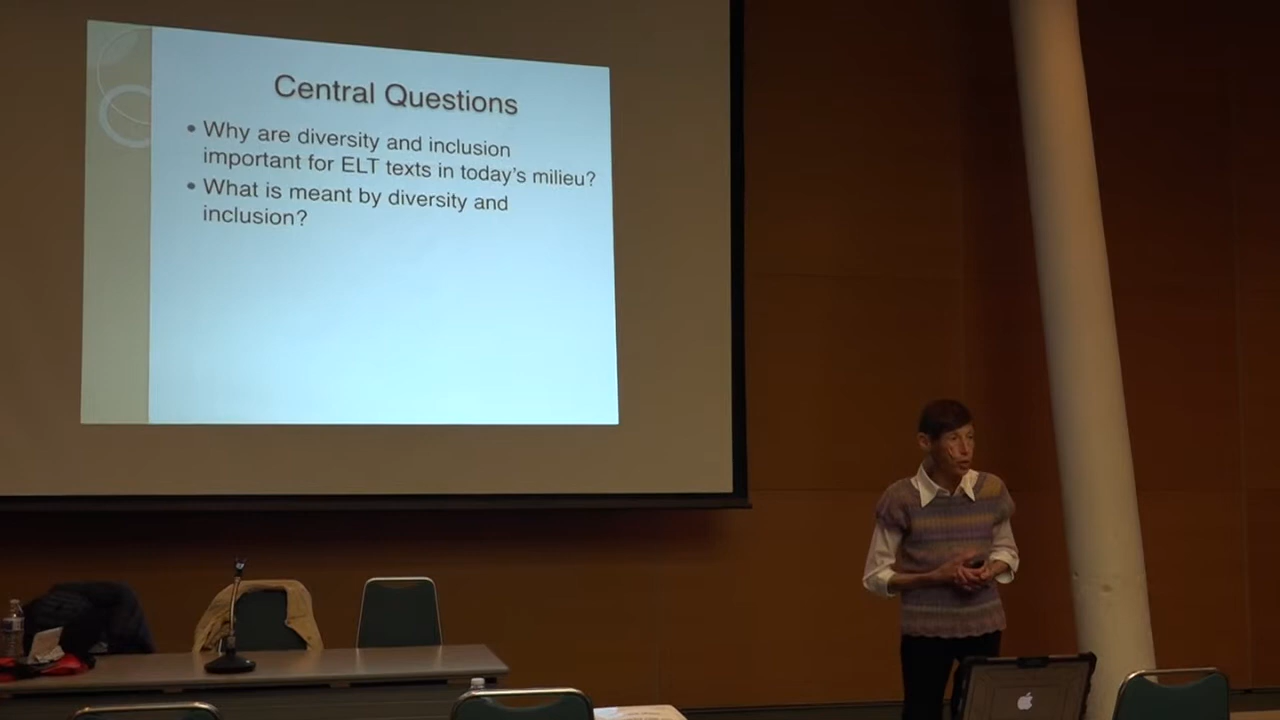 Central Questions
• Why are diversity and inclusion
important for ELT texts in today's milieu?
• What is meant by diversity and
inclusion?